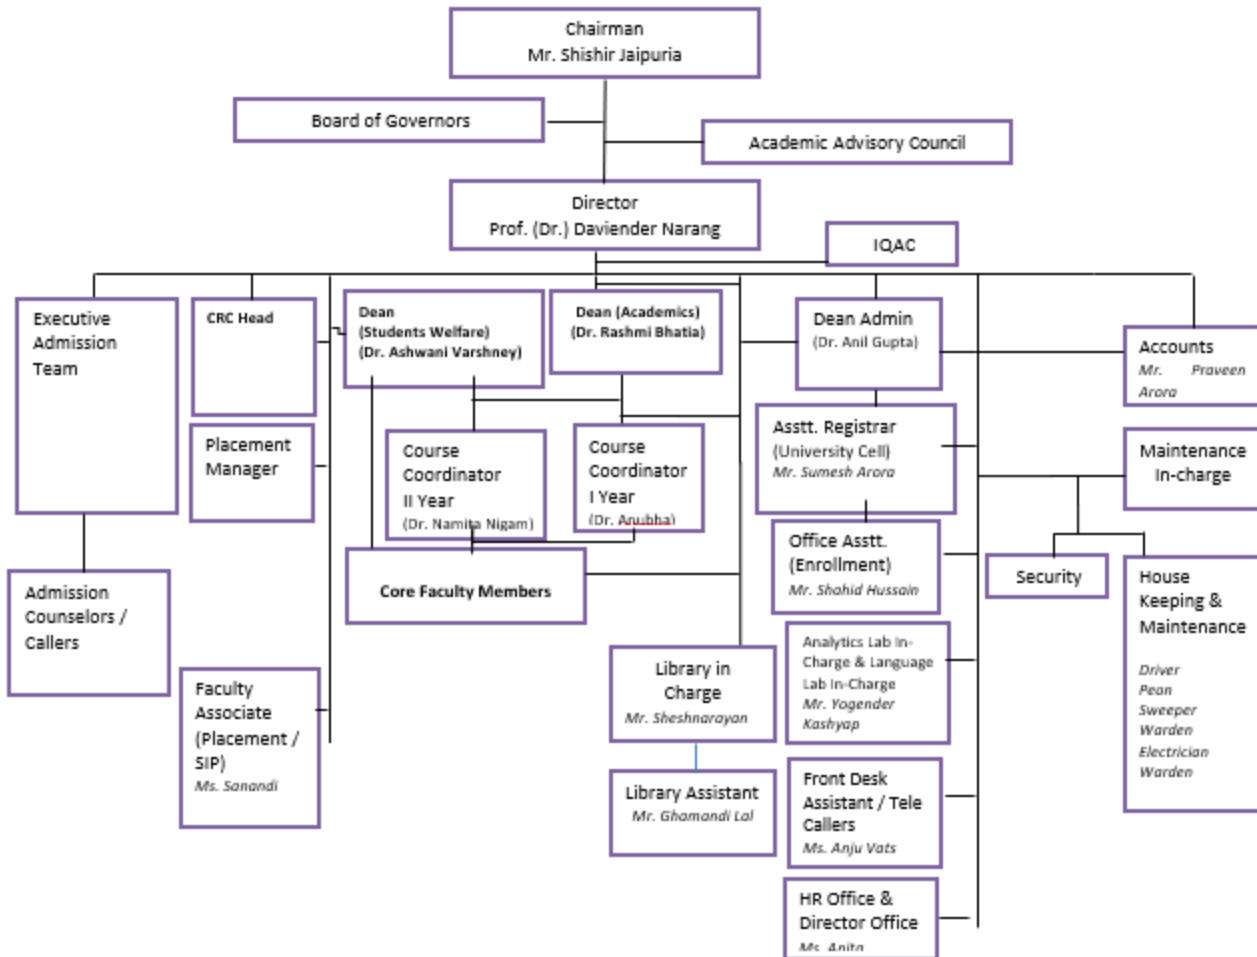 Chairman
Mr. Shishir Jaipuria
Board of Governors
Academic Advisory Council
Director
Prof. (Dr.) Daviender Narang
IQAC
Executive
Admission
Team
CRC Head
Dean
(Students Welfare)
(Dr. Ashwani Varshney)
Dean (Academics)
(Dr. Rashmi Bhatia)
Dean Admin
(Dr. Anil Gupta)
Accounts
Mr. Praveen
Arora
Placement
Manager
Course
Coordinator
II Year
(Dr. Namita Nigam)
Course
Coordinator
I Year
(Dr. Anubha)
Asstt. Registrar
(University Cell)
Mr. Sumesh Arora
Maintenance
In-charge
Office Asstt.
(Enrollment)
Mr. Shahid Hussain
Security
House
Keeping &
Maintenance
Driver
Pean
Sweeper
Warden
Electrician
Warden
Admission
Counselors /
Callers
Core Faculty Members
Analytics Lab In-
Charge & Language
Lab In-Charge
Mr. Yogender
Kashyap
Library in
Charge
Mr. Sheshnarayan
Faculty
Associate
(Placement /
SIP)
Ms. Sanandi
Library Assistant
Mr. Ghamandi Lal
Front Desk
Assistant / Tele
Callers
Ms. Anju Vats
HR Office &
Director Office
Ms. Anita